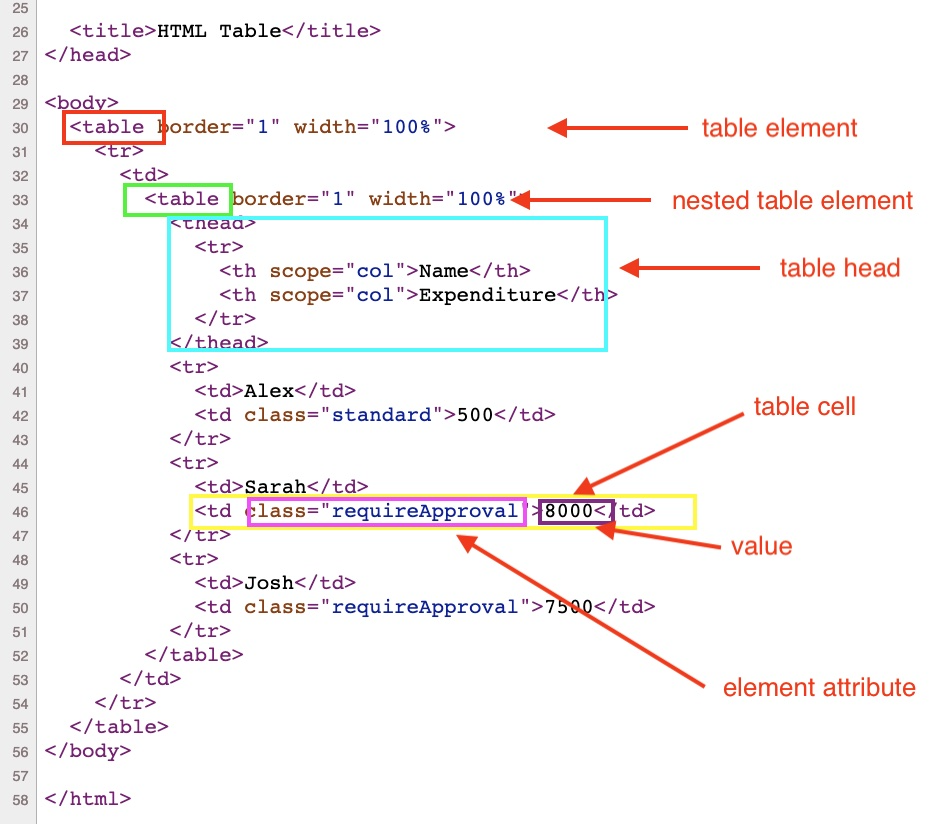 25
26 <title>HTML Table</title>
27 </head>
28
29 <body>
30 <table border="1" width="100%"> table element
31 <tr>
32 <td>
33 <table border="1" width="100%" nested table element
34 <thead>
35 <tr>
36 <th scope="col">Name</th>
37 <th scope="col">Expenditure</th>
table head
38 </tr>
39 </thead>
40 <tr>
41 <td>Alex</td>
42 <td class="standard">500</td>
table cell
43 </tr>
44 <tr>
45 <td>Sarah</td>
46 <td class="requireApproval">8000</td>
47 </tr>
value
48 <tr>
49 <td>Josh</td>
50 <td class="requireApproval">7500</td>
51 </tr>
52 </table>
53 </td>
element attribute
54 </tr>
55 </table>
56 </body>
57
58 </html>